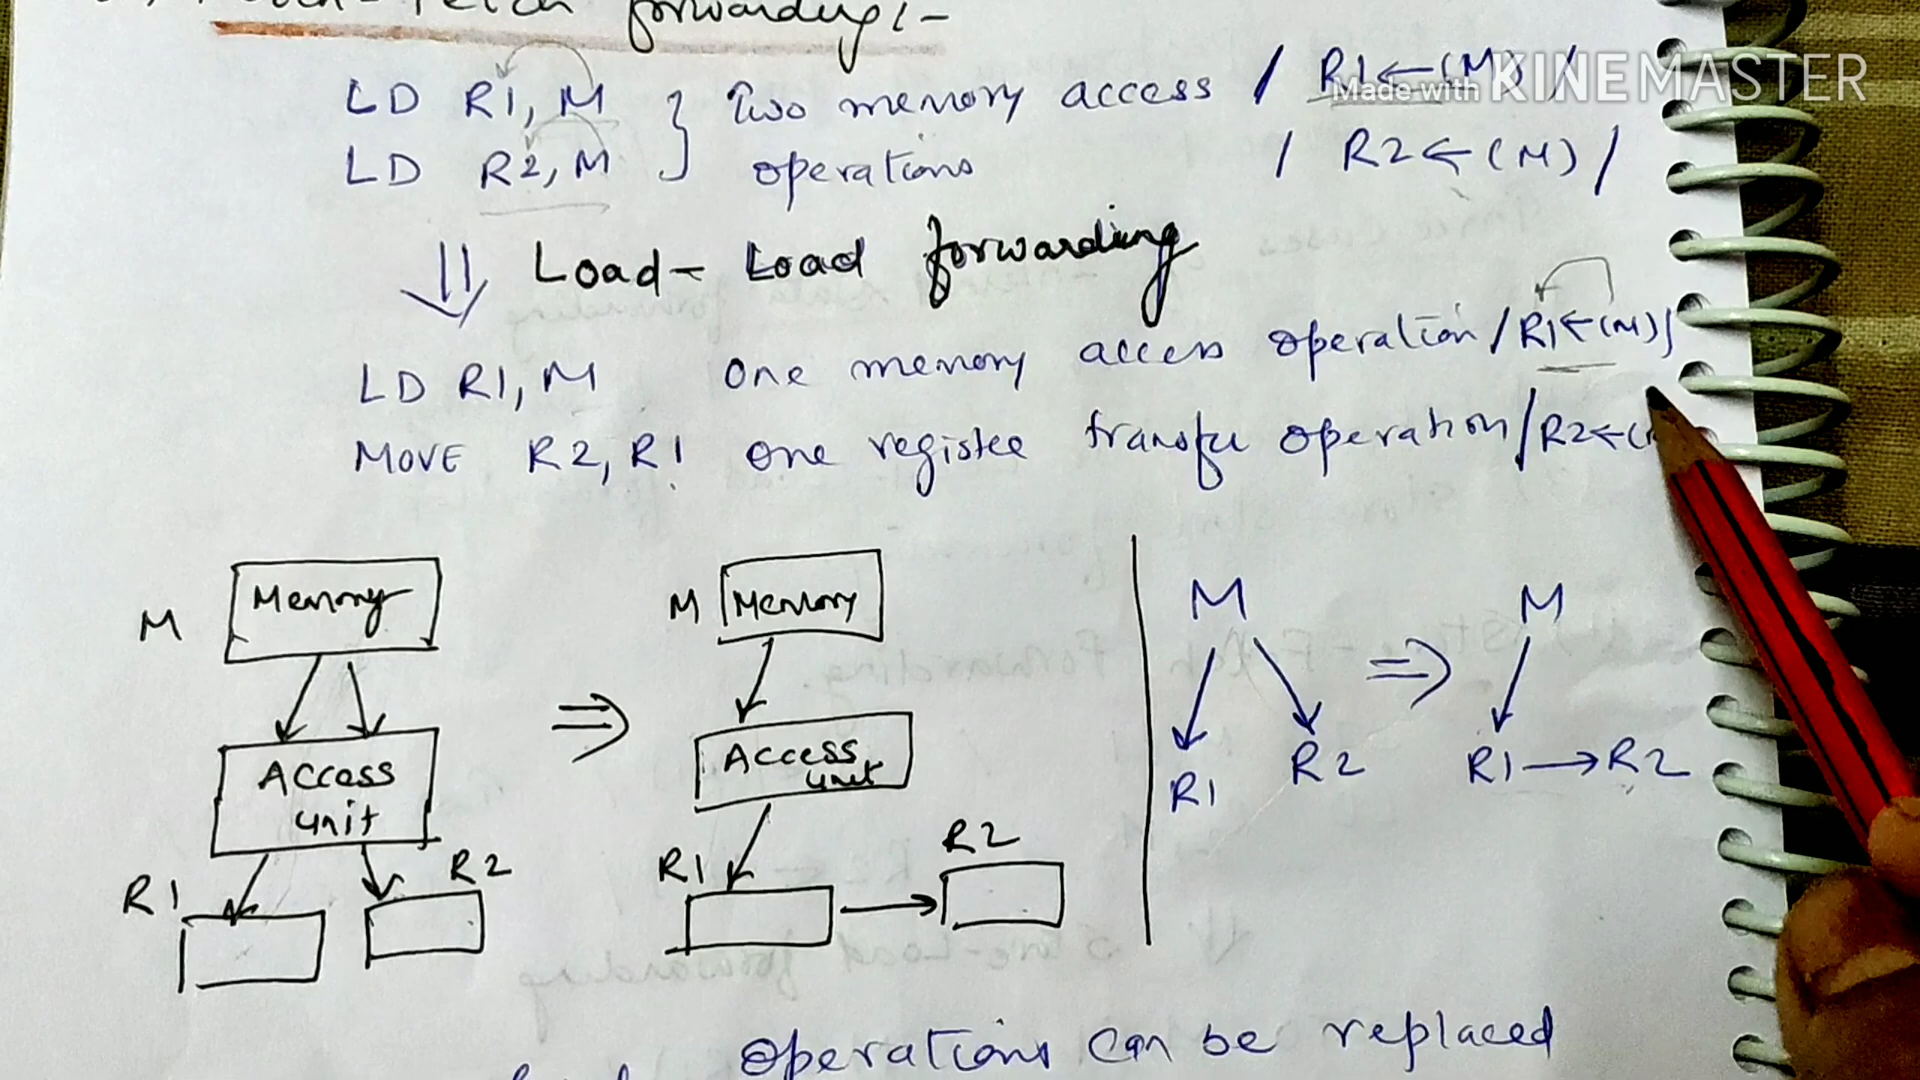 Fetch-Fetch forwarding:-
LD R1, M } Two memory access / R1←(M) /
LD R2, M operations / R2←(M) /
⇓ Load-Load forwarding
LD R1, M One memory access operation /R1←(M)/
MOVE R2, R1 one register transfer operation /R2←(
M Memory
Access unit
R1 R2
⇒
M Memory
Access unit
R1 R2
M
R1 R2
⇒
M
R1→R2
operations can be replaced
Made with KINEMASTER